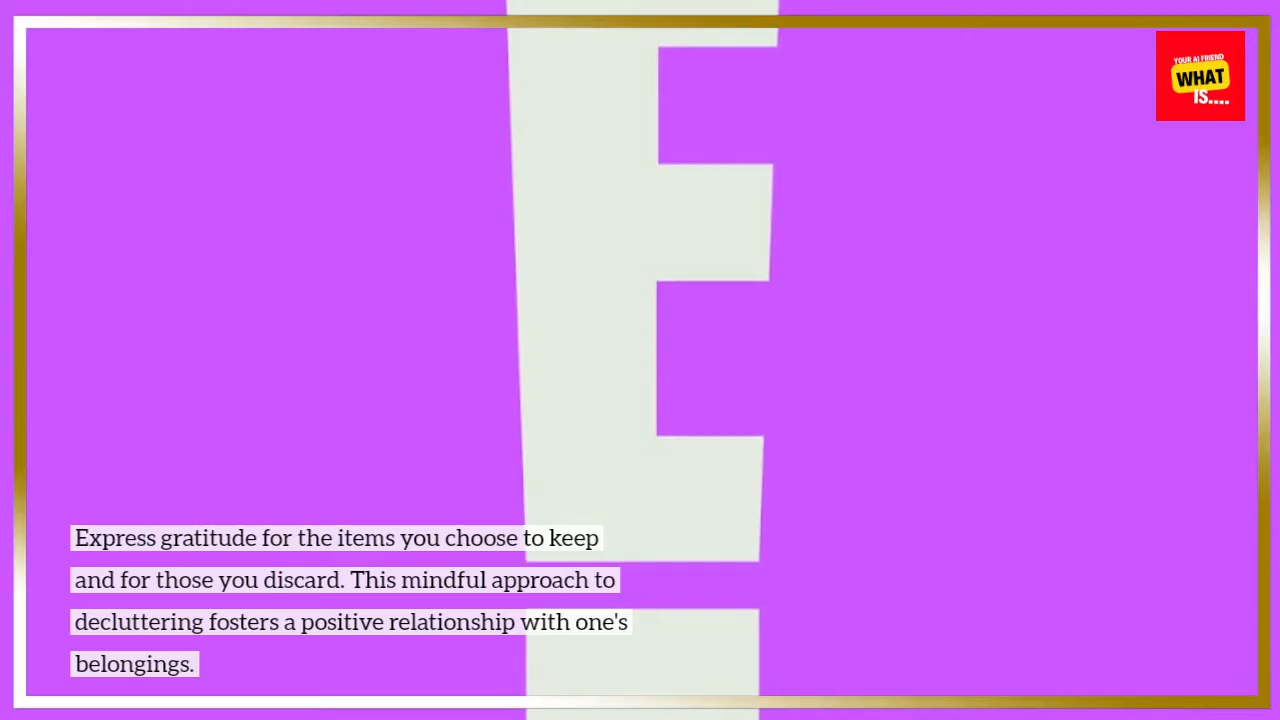 YOUR AI FRIEND
WHAT
IS....
E
Express gratitude for the items you choose to keep
and for those you discard. This mindful approach to
decluttering fosters a positive relationship with one's
belongings.